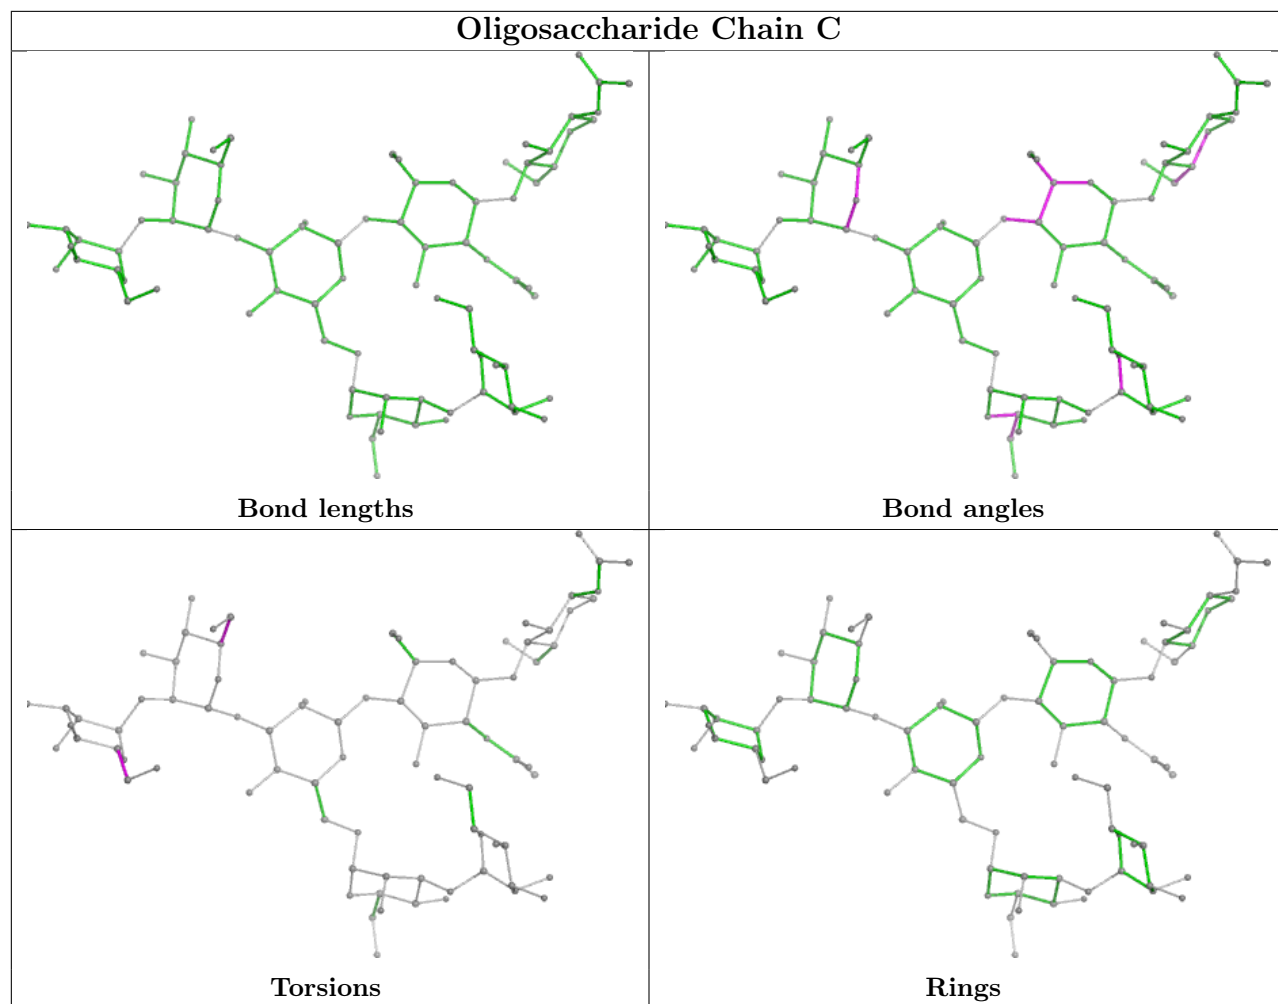 Oligosaccharide Chain C
Bond lengths
Bond angles
Torsions
Rings